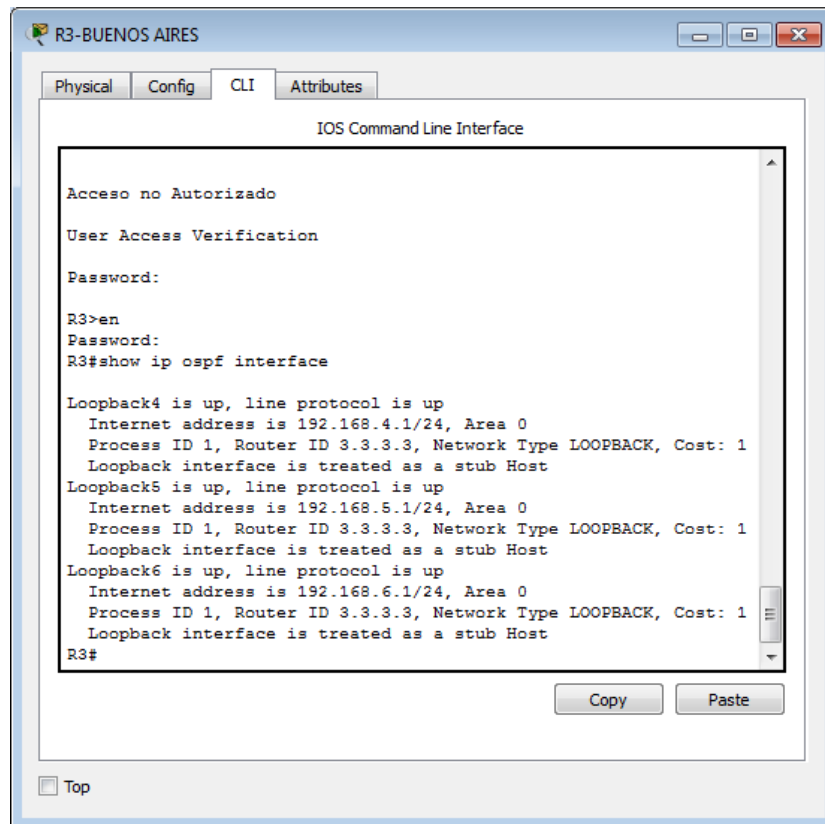 R3-BUENOS AIRES
Physical Config CLI Attributes
IOS Command Line Interface
Acceso no Autorizado
User Access Verification
Password:
R3>en
Password:
R3#show ip ospf interface
Loopback4 is up, line protocol is up
Internet address is 192.168.4.1/24, Area 0
Process ID 1, Router ID 3.3.3.3, Network Type LOOPBACK, Cost: 1
Loopback interface is treated as a stub Host
Loopback5 is up, line protocol is up
Internet address is 192.168.5.1/24, Area 0
Process ID 1, Router ID 3.3.3.3, Network Type LOOPBACK, Cost: 1
Loopback interface is treated as a stub Host
Loopback6 is up, line protocol is up
Internet address is 192.168.6.1/24, Area 0
Process ID 1, Router ID 3.3.3.3, Network Type LOOPBACK, Cost: 1
Loopback interface is treated as a stub Host
R3#
Copy Paste
Top